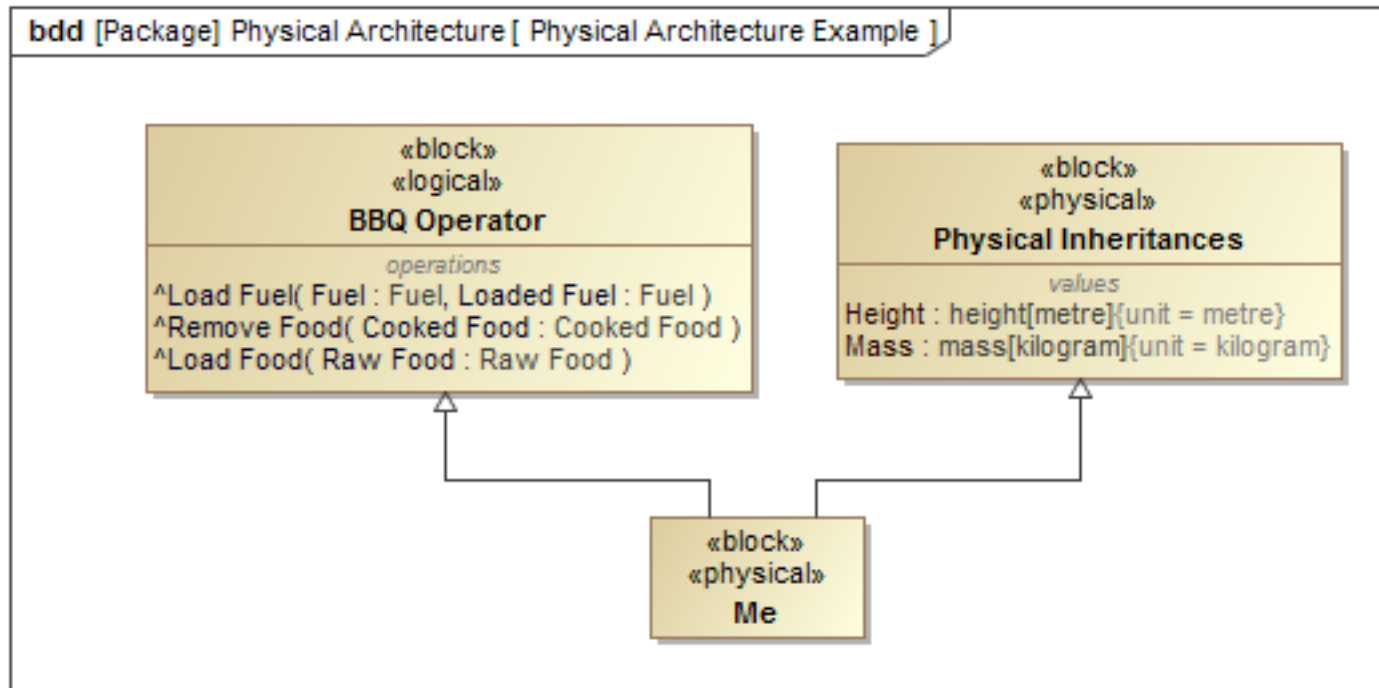 bdd [Package] Physical Architecture [ Physical Architecture Example ]
«block»
«logical»
BBQ Operator
operations
^Load Fuel( Fuel : Fuel, Loaded Fuel : Fuel )
^Remove Food( Cooked Food : Cooked Food )
^Load Food( Raw Food : Raw Food )
«block»
«physical»
Physical Inheritances
values
Height : height[metre]{unit = metre}
Mass : mass[kilogram]{unit = kilogram}
«block»
«physical»
Me